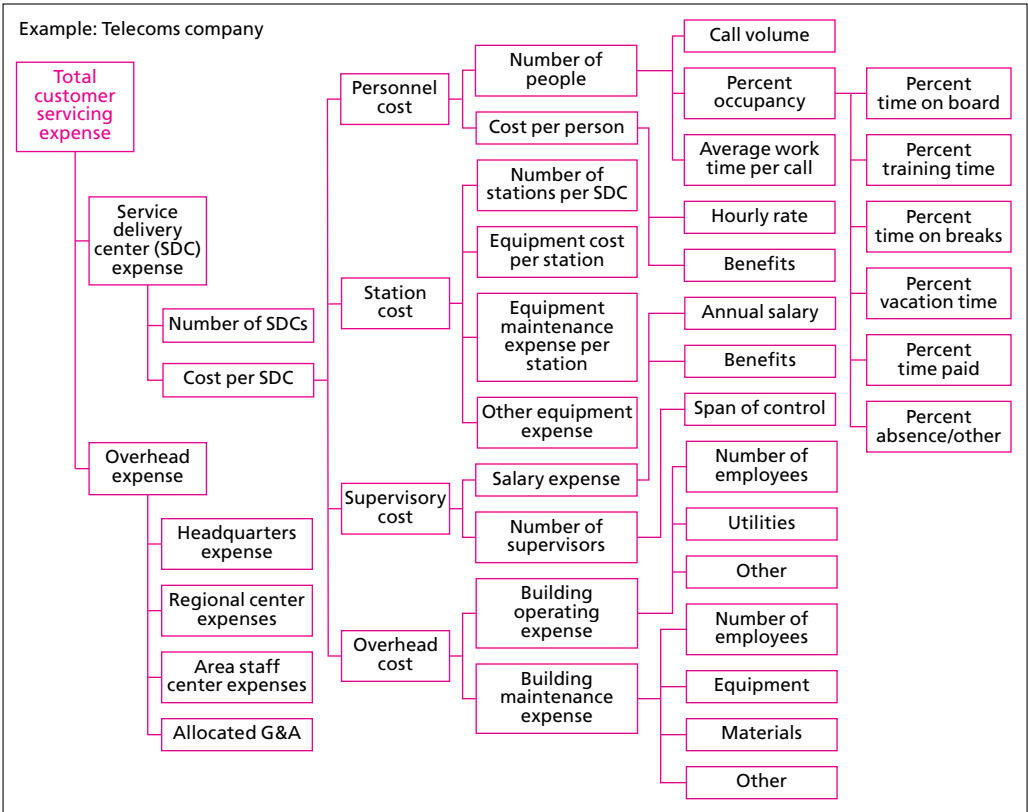 Example: Telecoms company
Total
customer
servicing
expense
Service
delivery
center (SDC)
expense
Number of SDCs
Cost per SDC
Overhead
expense
Headquarters
expense
Regional center
expenses
Area staff
center expenses
Allocated G&A
Personnel
cost
Station
cost
Supervisory
cost
Overhead
cost
Number of
people
Cost per person
Number of
stations per SDC
Equipment cost
per station
Equipment
maintenance
expense per
station
Other equipment
expense
Salary expense
Number of
supervisors
Building
operating
expense
Building
maintenance
expense
Call volume
Percent
occupancy
Average work
time per call
Hourly rate
Benefits
Annual salary
Benefits
Span of control
Number of
employees
Utilities
Other
Number of
employees
Equipment
Materials
Other
Percent
time on board
Percent
training time
Percent
time on breaks
Percent
vacation time
Percent
time paid
Percent
absence/other